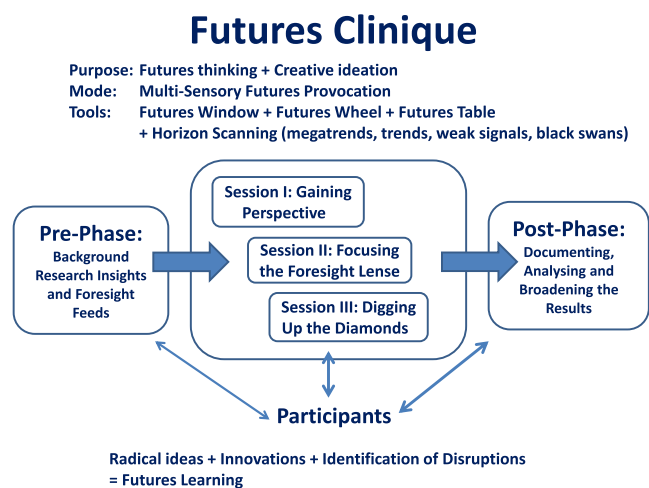 Futures Clinique
Purpose: Futures thinking + Creative ideation
Mode: Multi-Sensory Futures Provocation
Tools: Futures Window + Futures Wheel + Futures Table
+ Horizon Scanning (megatrends, trends, weak signals, black swans)
Pre-Phase:
Background
Research Insights
and Foresight
Feeds
Session I: Gaining
Perspective
Session II: Focusing
the Foresight Lense
Session III: Digging
Up the Diamonds
Post-Phase:
Documenting,
Analysing and
Broadening the
Results
Participants
Radical ideas + Innovations + Identification of Disruptions
= Futures Learning